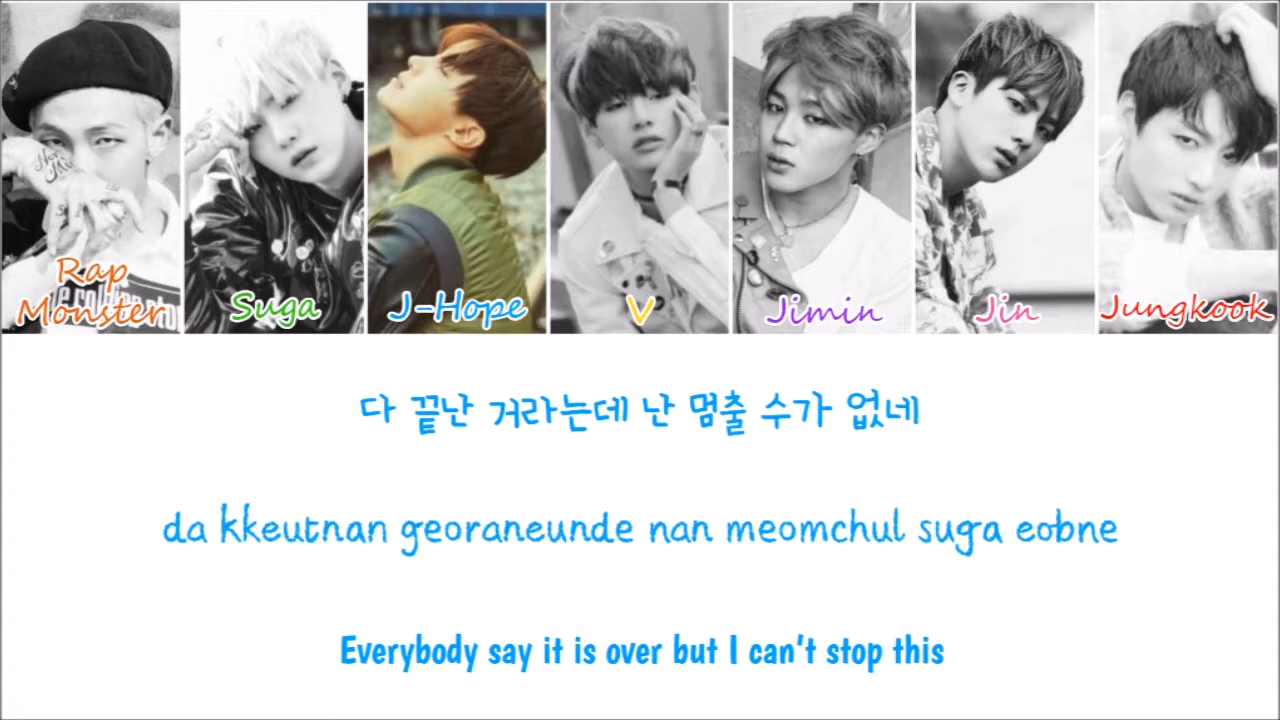 Rap
Monster
Suga
J-Hope
V
Jimin
Jin
Jungkook
다 끝난 거라는데 난 멈출 수가 없네
da kkeutnan georaneunde nan meomchul suga eobne
Everybody say it is over but I can't stop this